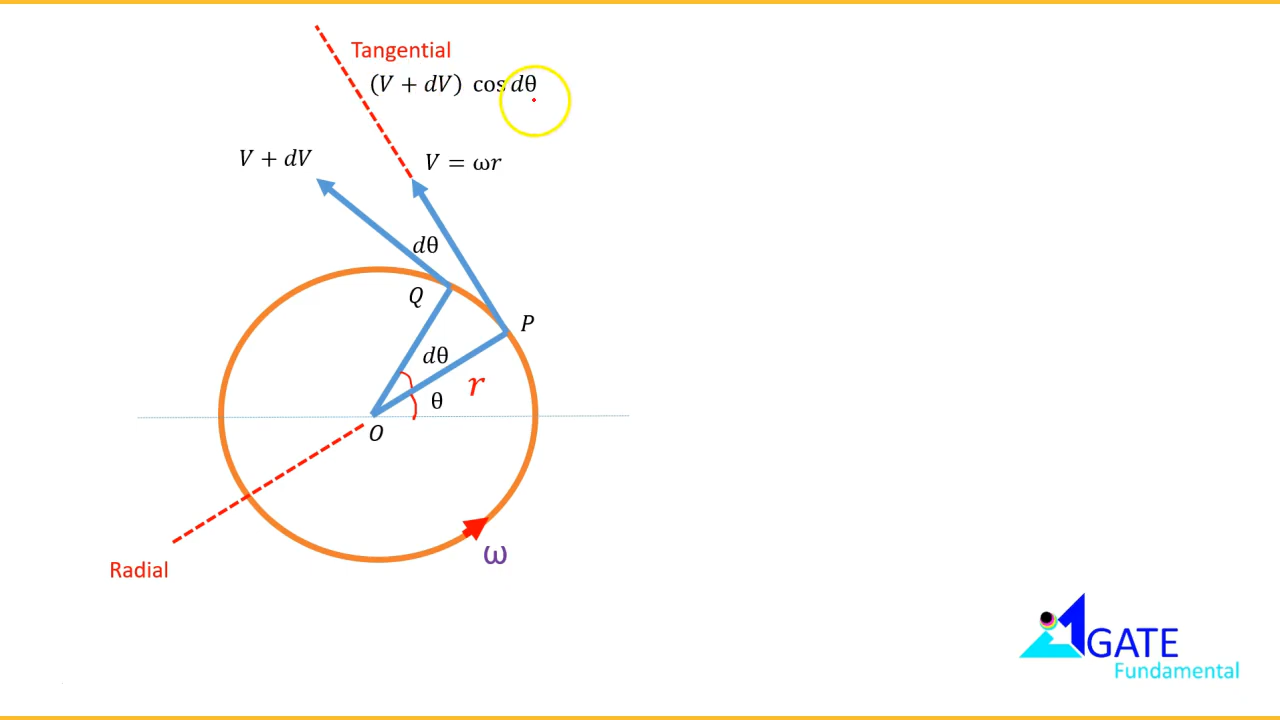 Tangential
(V + dV) cos dθ
V + dV
V = ωr
dθ
Q
P
dθ
r
θ
O
ω
Radial
GATE
Fundamental